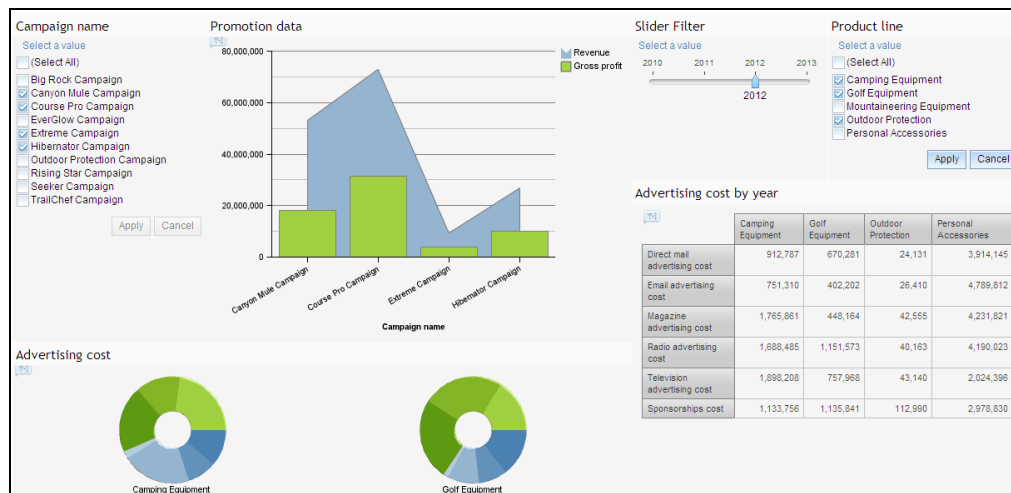 Campaign name
Select a value
(Select All)
Big Rock Campaign
Canyon Mule Campaign
Course Pro Campaign
EverGlow Campaign
Extreme Campaign
Hibernator Campaign
Outdoor Protection Campaign
Rising Star Campaign
Seeker Campaign
TrailChef Campaign
Apply Cancel
Promotion data
80,000,000
60,000,000
40,000,000
20,000,000
0
Revenue
Gross profit
Canyon Mule Campaign
Course Pro Campaign
Extreme Campaign
Hibernator Campaign
Campaign name
Slider Filter
Select a value
2010 2011 2012 2013
2012
Product line
Select a value
(Select All)
Camping Equipment
Golf Equipment
Mountaineering Equipment
Outdoor Protection
Personal Accessories
Apply Cancel
Advertising cost by year
Camping Equipment Golf Equipment Outdoor Protection Personal Accessories
Direct mail advertising cost 912,787 670,281 24,131 3,914,145
Email advertising cost 751,310 402,202 26,410 4,789,812
Magazine advertising cost 1,765,861 448,164 42,555 4,231,821
Radio advertising cost 1,688,485 1,151,573 40,163 4,190,023
Television advertising cost 1,898,208 757,968 43,140 2,024,396
Sponsorships cost 1,133,756 1,135,841 112,990 2,978,830
Advertising cost
Camping Equipment
Golf Equipment